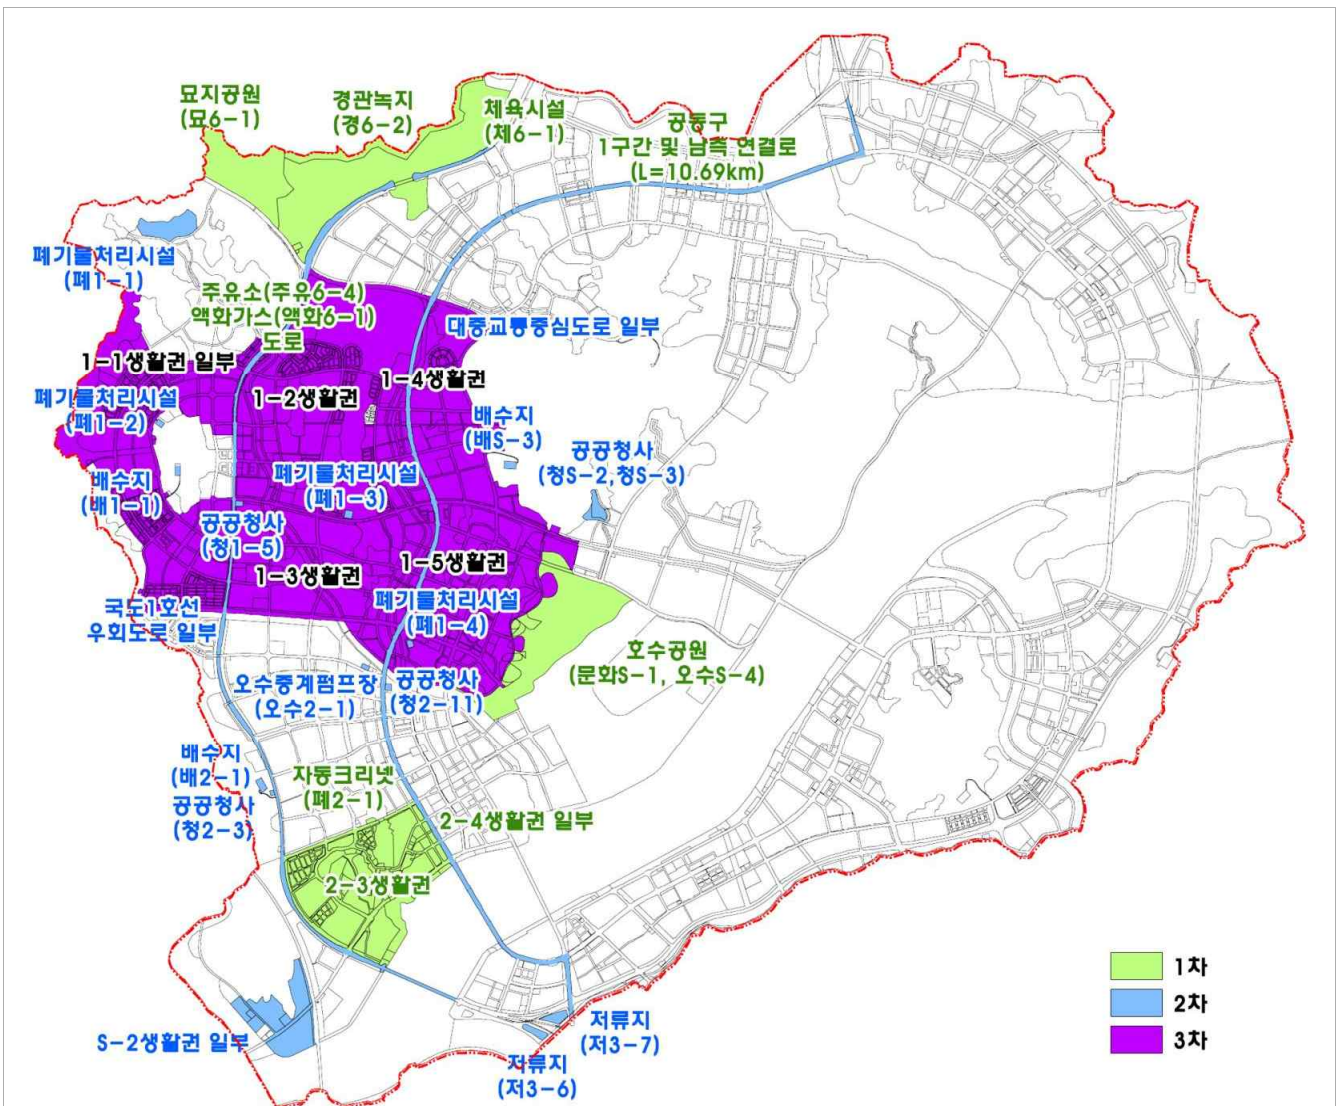 묘지공원
(묘6-1)
경관녹지
(경6-2)
체육시설
(체6-1)
공동구
1구간 및 남측 연결로
(L=10.69km)
폐기물처리시설
(폐1-1)
주유소(주유6-4)
액화가스(액화6-1)
도로
대중교통중심도로 일부
1-1생활권 일부
1-2생활권
1-4생활권
폐기물처리시설
(폐1-2)
배수지
(배S-3)
공공청사
(청S-2,청S-3)
배수지
(배1-1)
폐기물처리시설
(폐1-3)
공공청사
(청1-5)
1-3생활권
1-5생활권
국도1호선
우회도로 일부
폐기물처리시설
(폐1-4)
호수공원
(문화S-1, 오수S-4)
오수중계펌프장
(오수2-1)
공공청사
(청2-11)
배수지
(배2-1)
공공청사
(청2-3)
자동크리넷
(폐2-1)
2-4생활권 일부
2-3생활권
S-2생활권 일부
저류지
(저3-7)
저류지
(저3-6)
1차
2차
3차